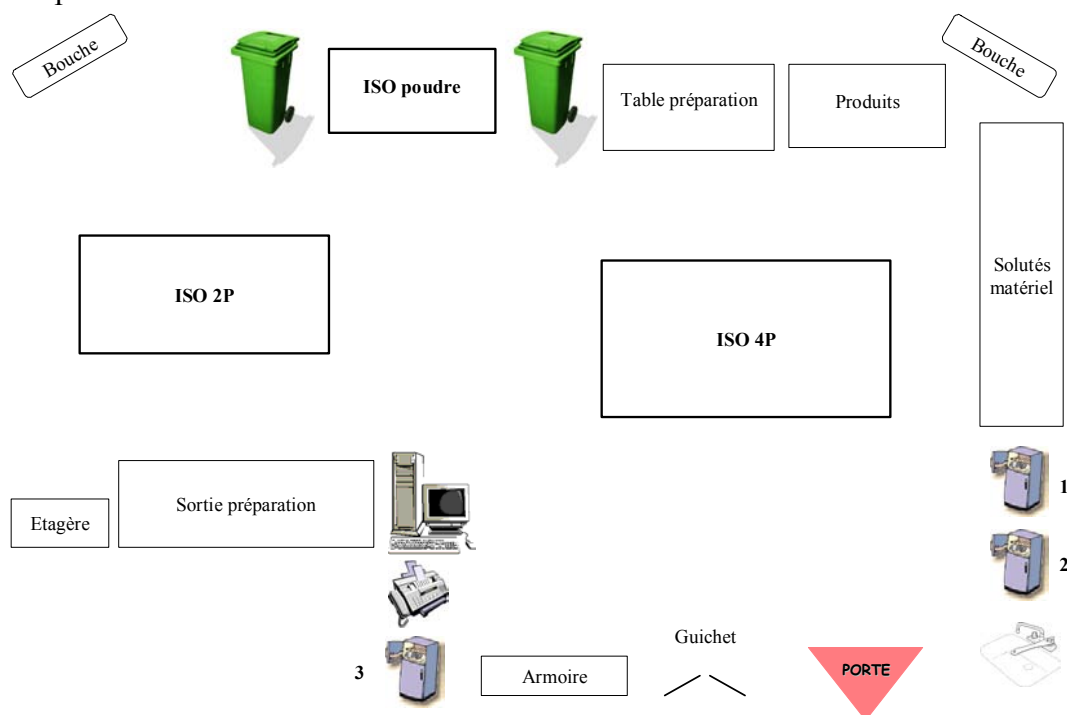 Bouche
Bouche
ISO poudre
Table préparation
Produits
ISO 2P
ISO 4P
Solutés
matériel
Etagère
Sortie préparation
1
2
3
Armoire
Guichet
PORTE